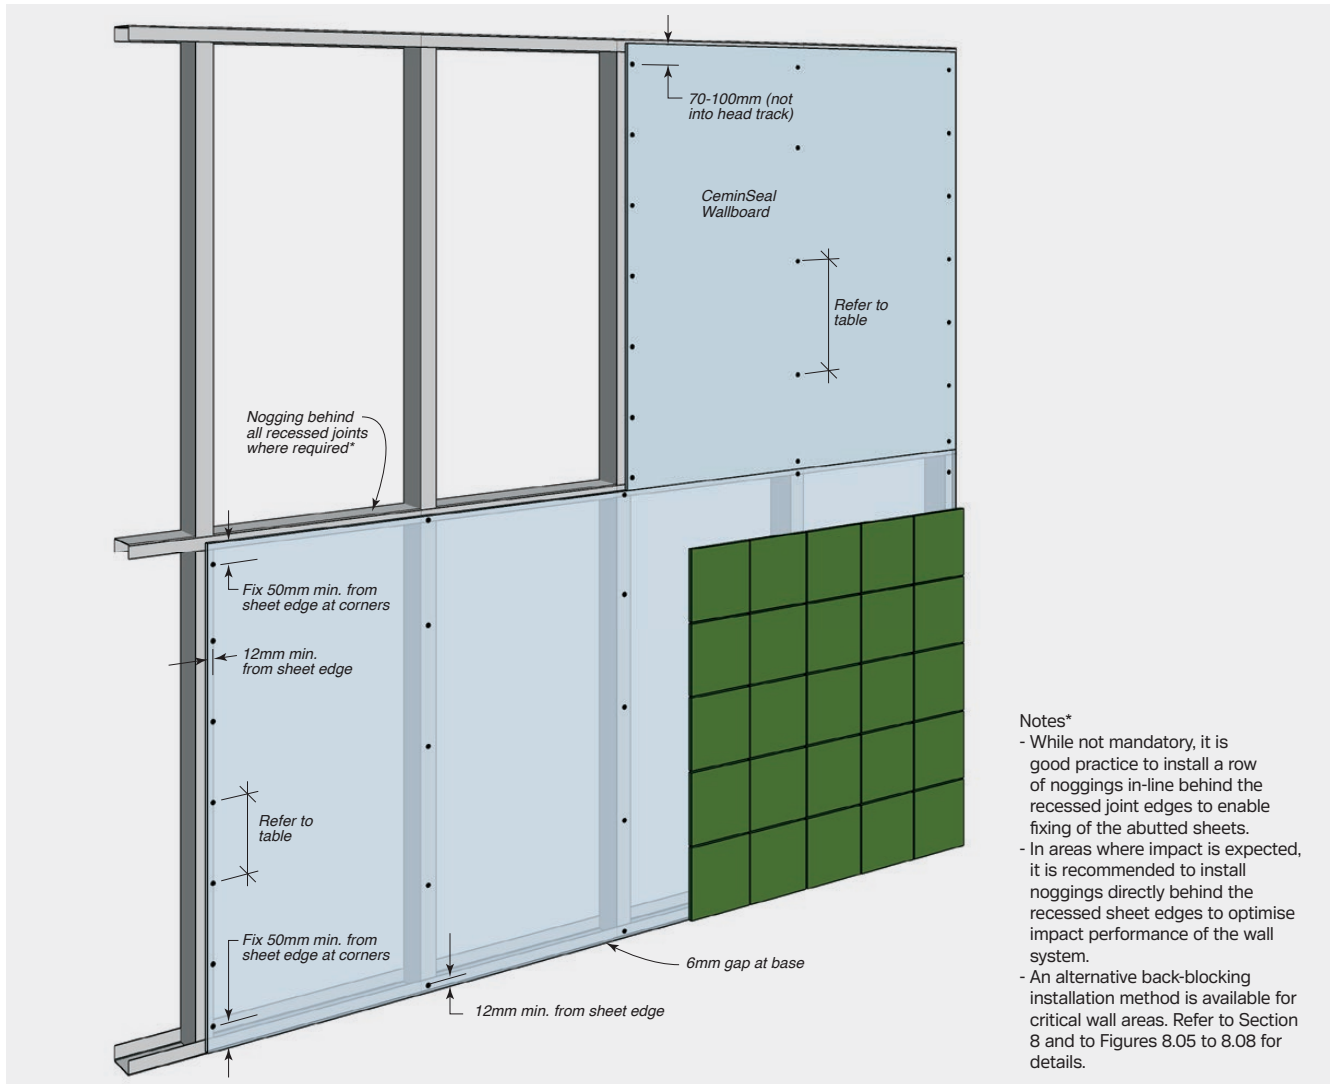 70-100mm (not
into head track)
CeminSeal
Wallboard
Refer to
table
Nogging behind
all recessed joints
where required*
Fix 50mm min. from
sheet edge at corners
12mm min.
from sheet edge
Refer to
table
Fix 50mm min. from
sheet edge at corners
6mm gap at base
12mm min. from sheet edge
Notes*
- While not mandatory, it is
good practice to install a row
of noggings in-line behind the
recessed joint edges to enable
fixing of the abutted sheets.
- In areas where impact is expected,
it is recommended to install
noggings directly behind the
recessed sheet edges to optimise
impact performance of the wall
system.
- An alternative back-blocking
installation method is available for
critical wall areas. Refer to Section
8 and to Figures 8.05 to 8.08 for
details.